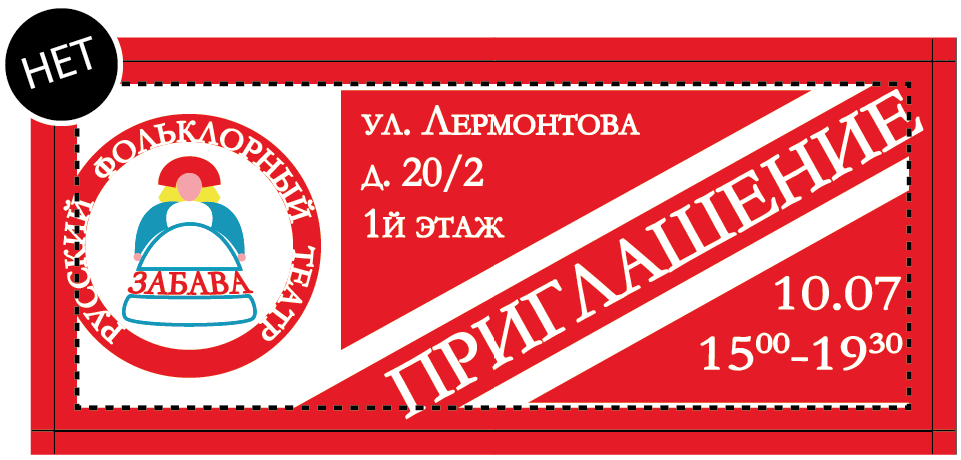 НЕТ
РУССКИЙ ФОЛЬКЛОРНЫЙ ТЕАТР
ЗАБАВА
ул. Лермонтова
д. 20/2
1й этаж
ПРИГЛАШЕНИЕ
10.07
15⁰⁰-19³⁰